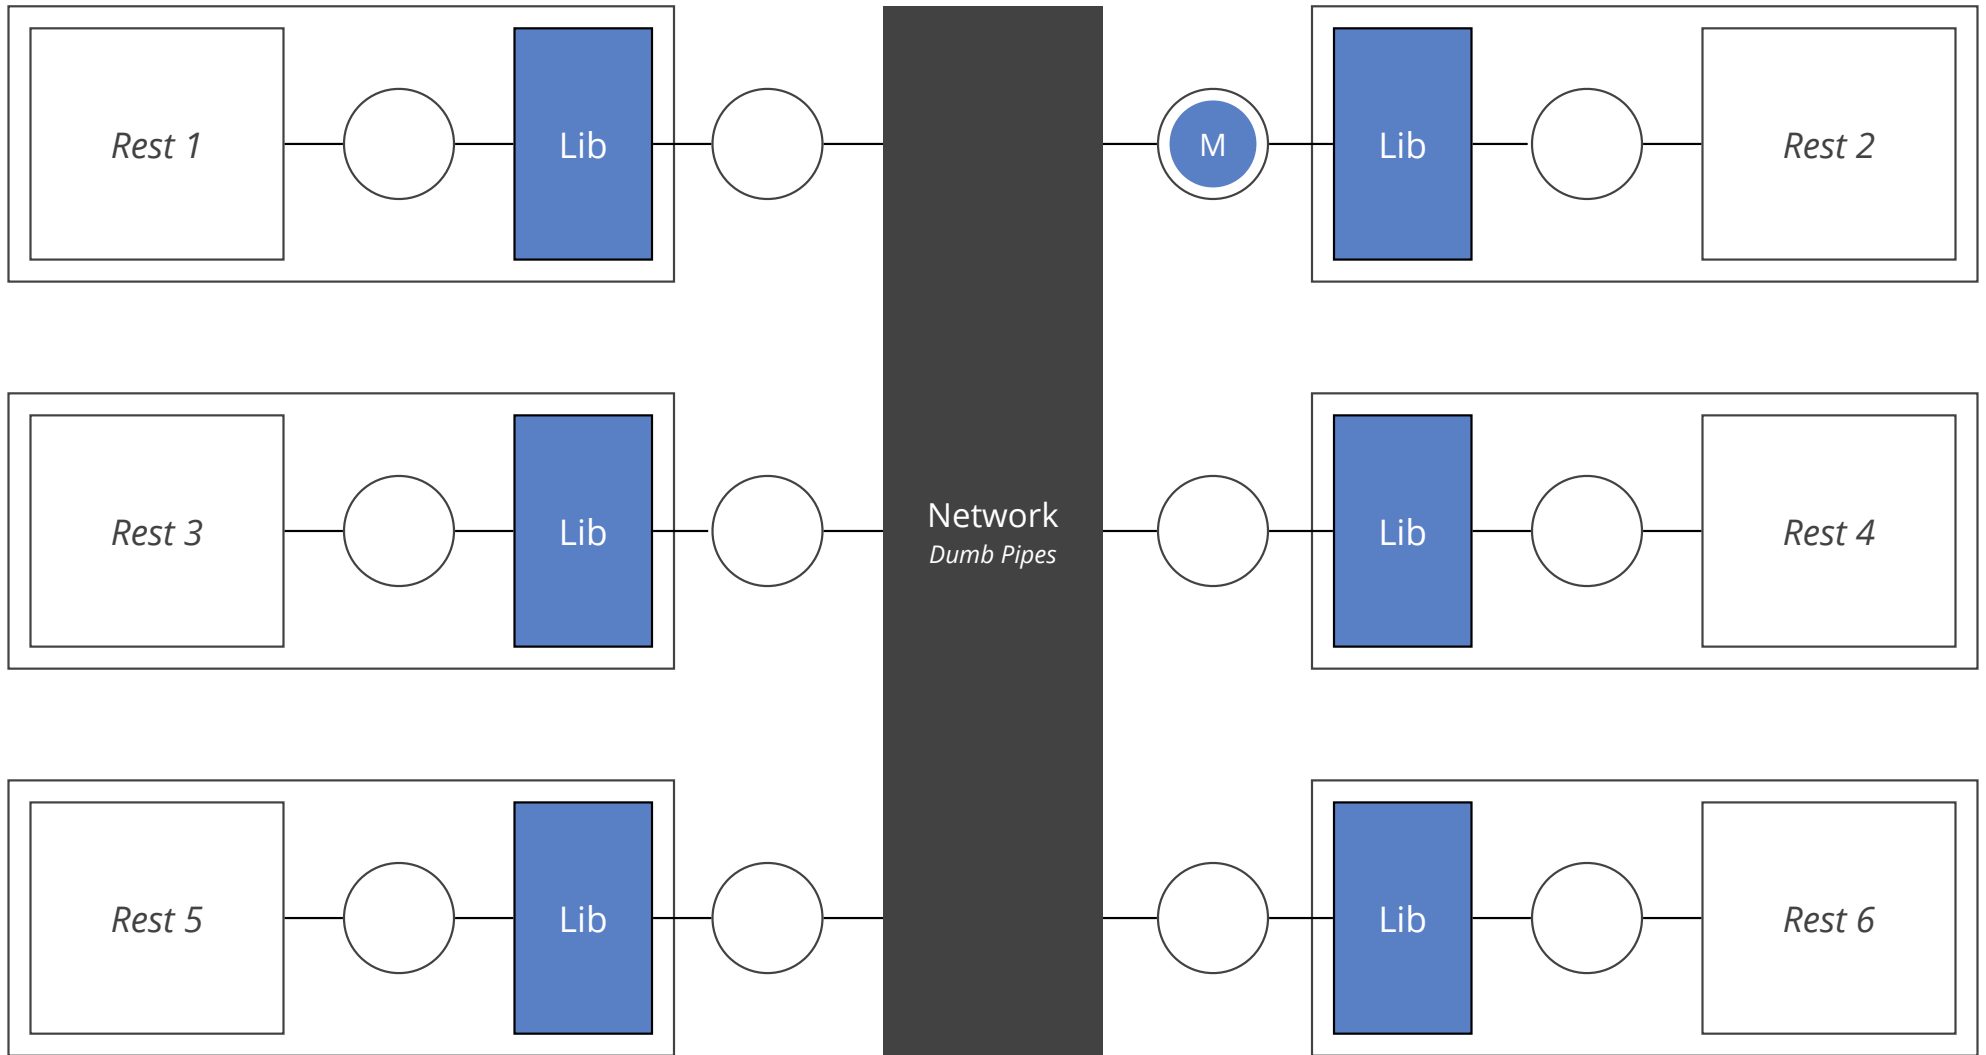 Rest 1
Lib
M
Lib
Rest 2
Rest 3
Lib
Network
Dumb Pipes
Lib
Rest 4
Rest 5
Lib
Lib
Rest 6